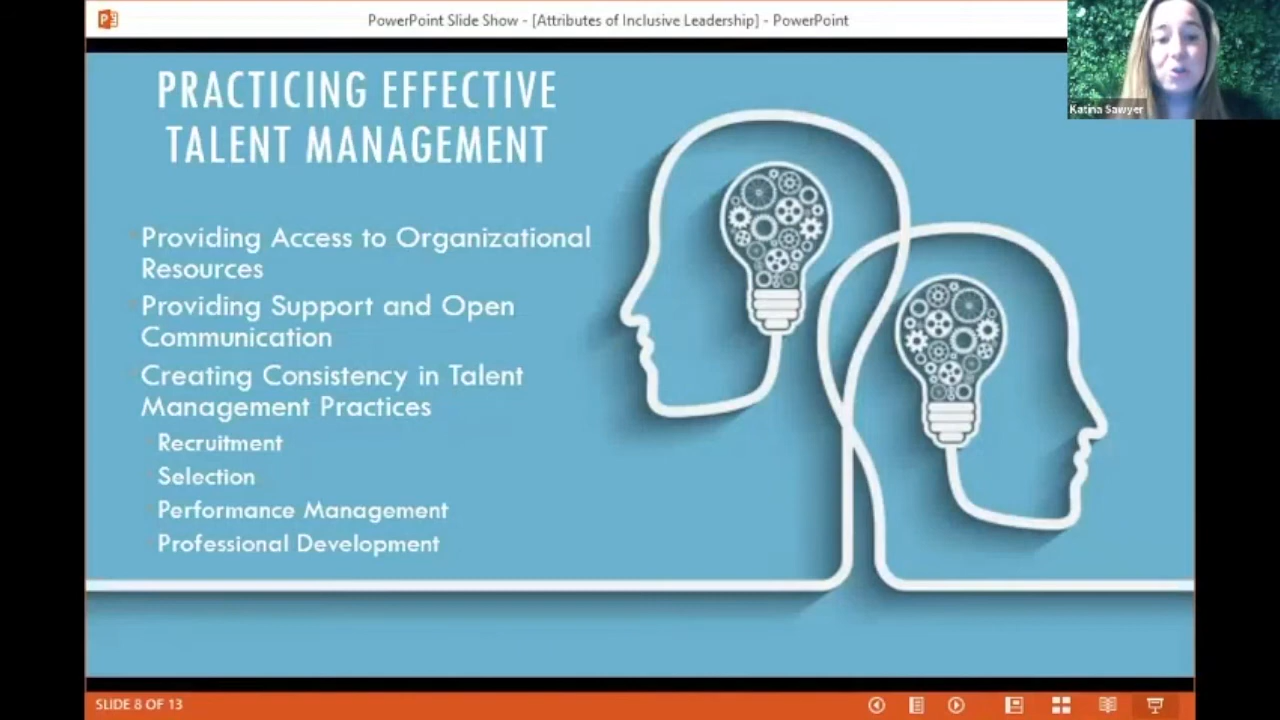 PowerPoint Slide Show - [Attributes of Inclusive Leadership] - PowerPoint
Katina Sawyer
PRACTICING EFFECTIVE
TALENT MANAGEMENT
Providing Access to Organizational
Resources
Providing Support and Open
Communication
Creating Consistency in Talent
Management Practices
Recruitment
Selection
Performance Management
Professional Development
SLIDE 8 OF 13